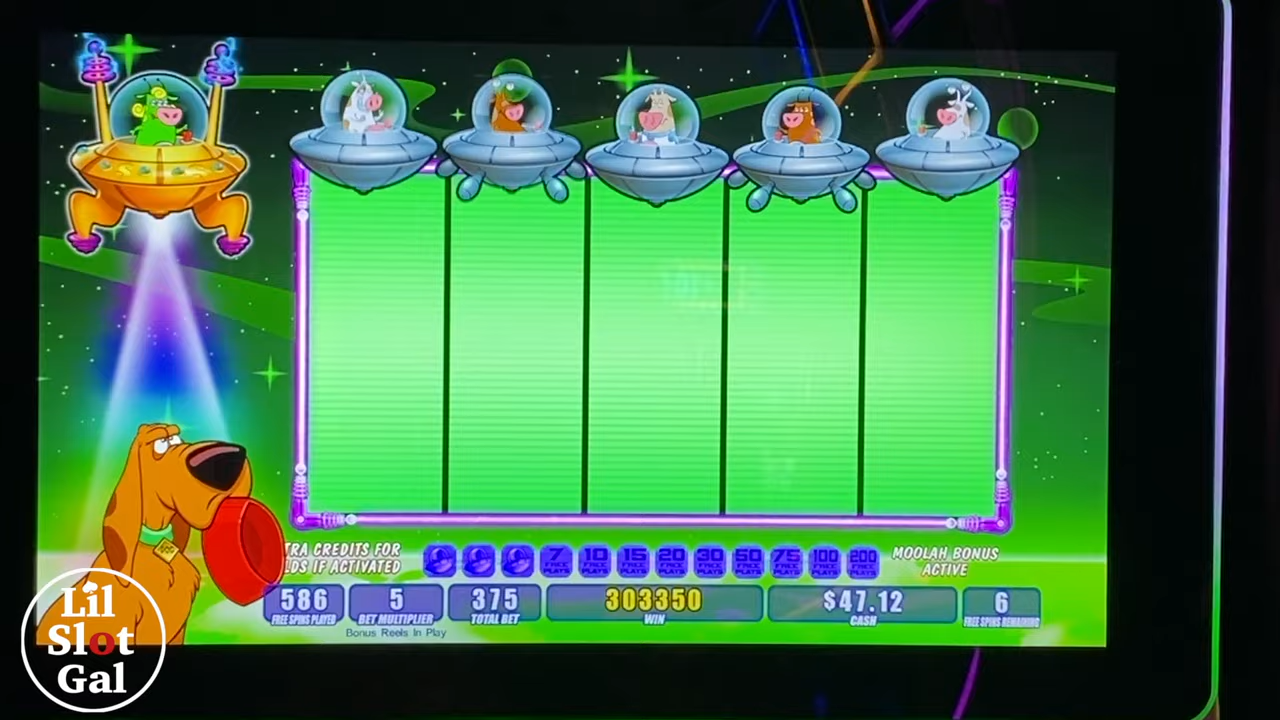 TRA CREDITS FOR
LDS IF ACTIVATED
7 FREE PLAYS
10 FREE PLAYS
15 FREE PLAYS
20 FREE PLAYS
30 FREE PLAYS
50 FREE PLAYS
75 FREE PLAYS
100 FREE PLAYS
200 FREE PLAYS
MOOLAH BONUS
ACTIVE
586
FREE SPINS PLAYED
5
BET MULTIPLIER
375
TOTAL BET
303350
WIN
$47.12
CASH
6
FREE SPINS REMAINING
Bonus Reels In Play
Lil
Slot
Gal